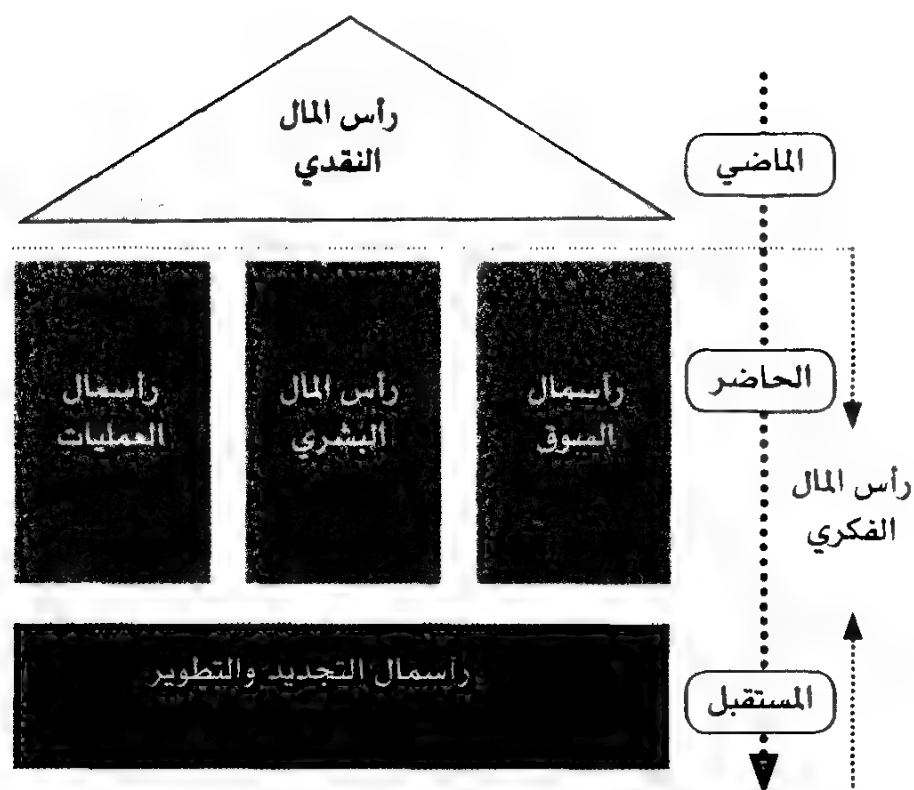 رأس المال
النقدي
الماضي
رأسمال
السوق
رأس المال
البشري
رأسمال
العمليات
الحاضر
رأس المال
الفكري
رأسمال التجديد والتطوير
المستقبل